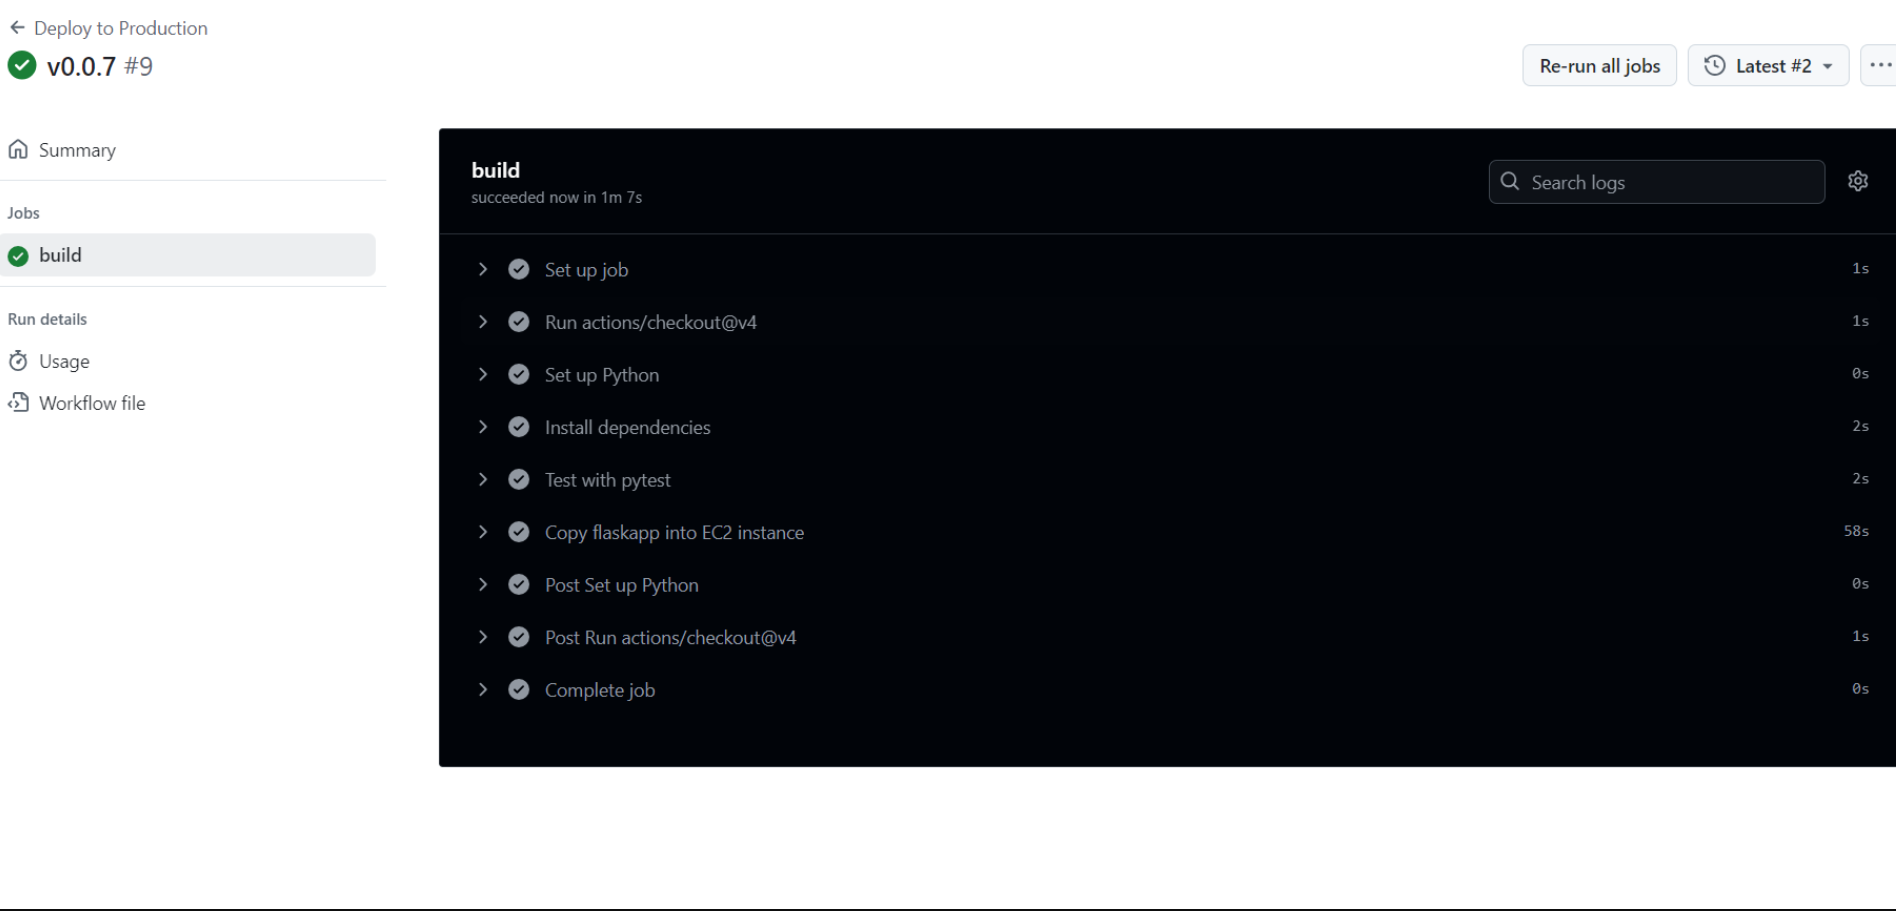 Deploy to Production
v0.0.7 #9
Re-run all jobs
Latest #2
Summary
Jobs
build
Run details
Usage
Workflow file
build
succeeded now in 1m 7s
Search logs
Set up job 1s
Run actions/checkout@v4 1s
Set up Python 0s
Install dependencies 2s
Test with pytest 2s
Copy flaskapp into EC2 instance 58s
Post Set up Python 0s
Post Run actions/checkout@v4 1s
Complete job 0s